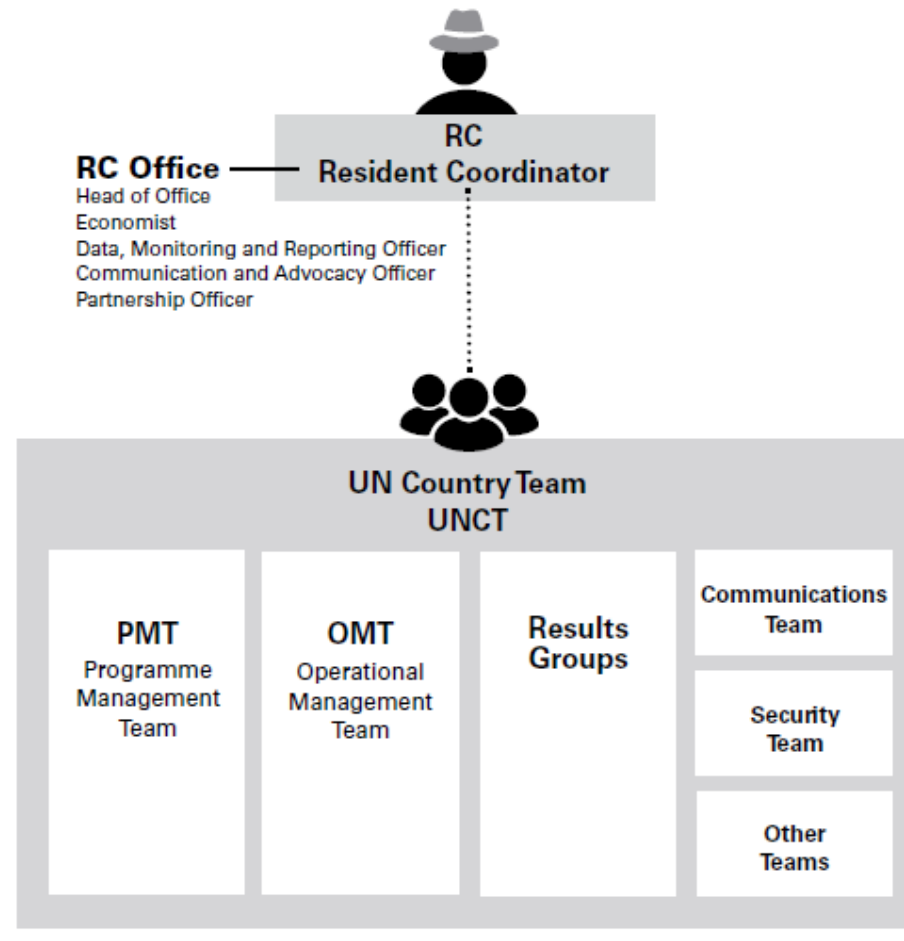 RC
Resident Coordinator
RC Office
Head of Office
Economist
Data, Monitoring and Reporting Officer
Communication and Advocacy Officer
Partnership Officer
UN Country Team
UNCT
PMT
Programme
Management
Team
OMT
Operational
Management
Team
Results
Groups
Communications
Team
Security
Team
Other
Teams